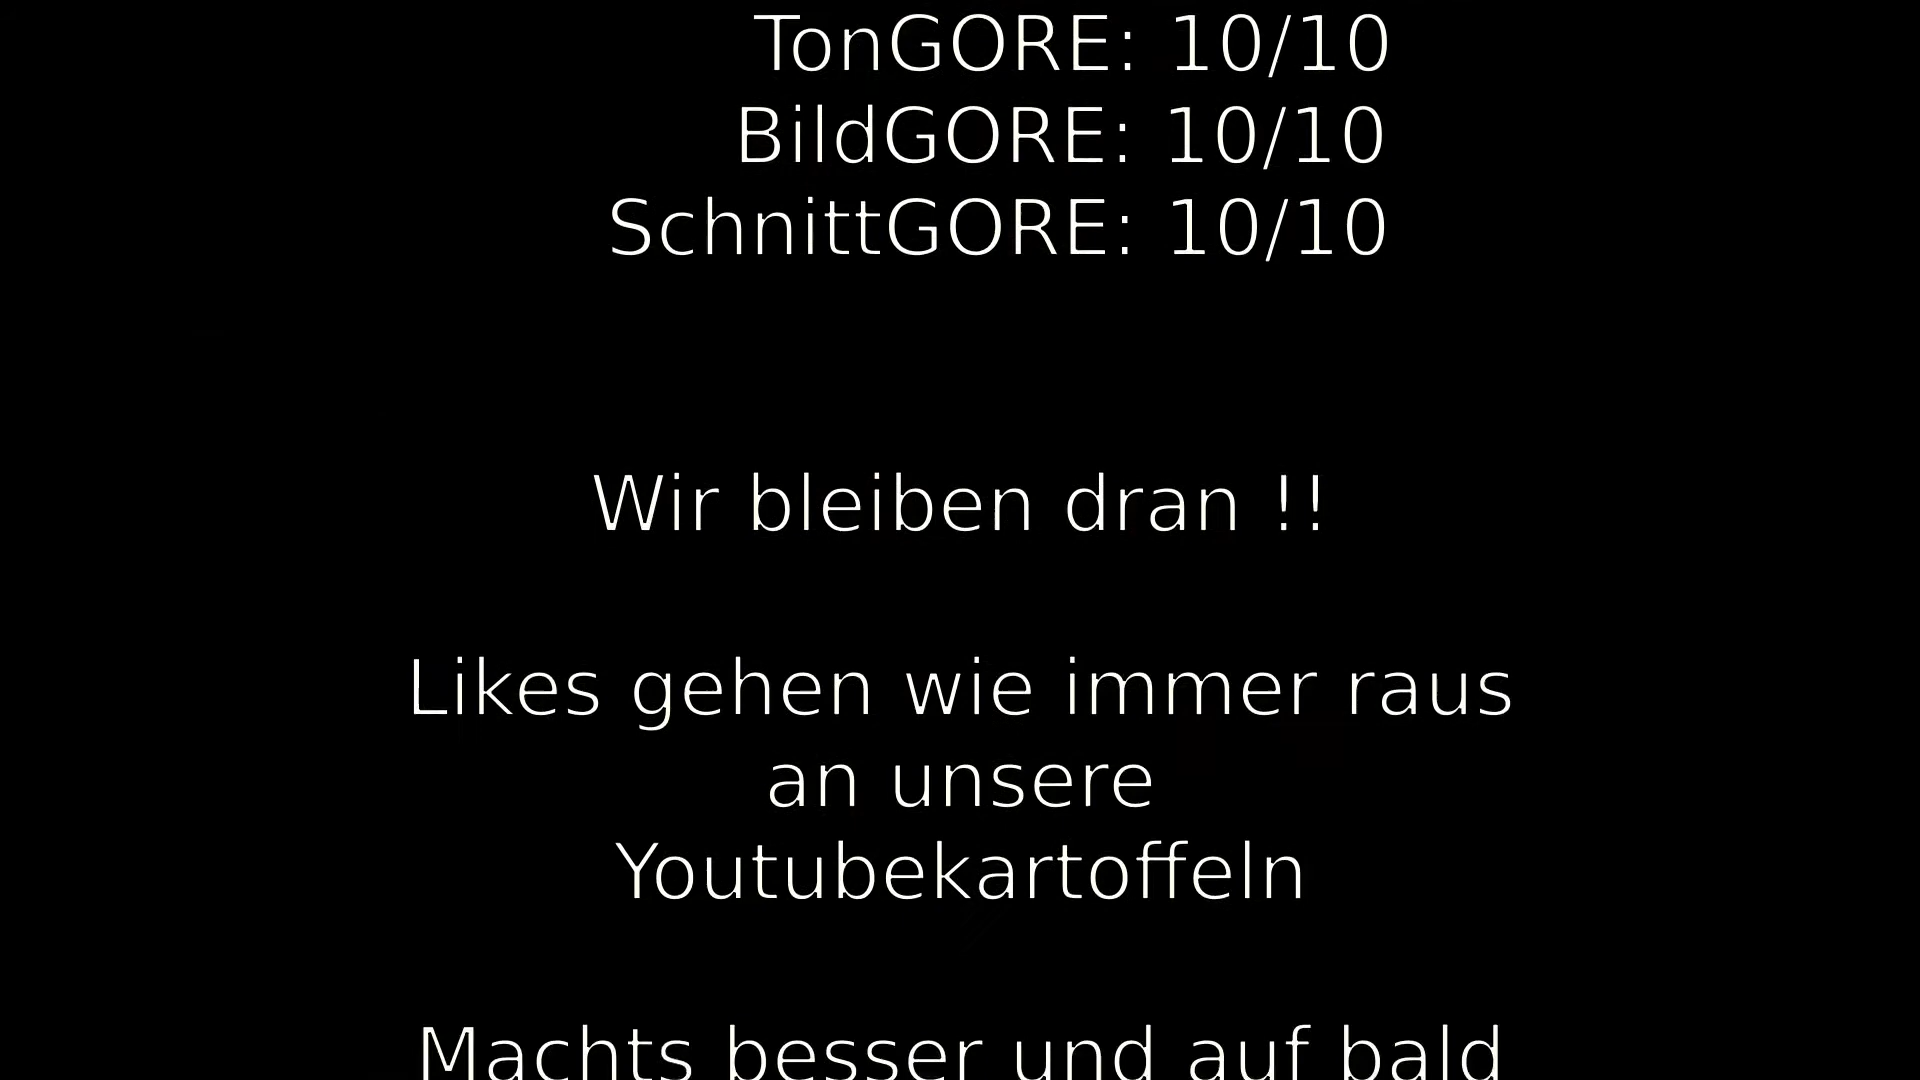 TonGORE: 10/10
BildGORE: 10/10
SchnittGORE: 10/10
Wir bleiben dran !!
Likes gehen wie immer raus
an unsere
Youtubekartoffeln
Machts besser und auf bald